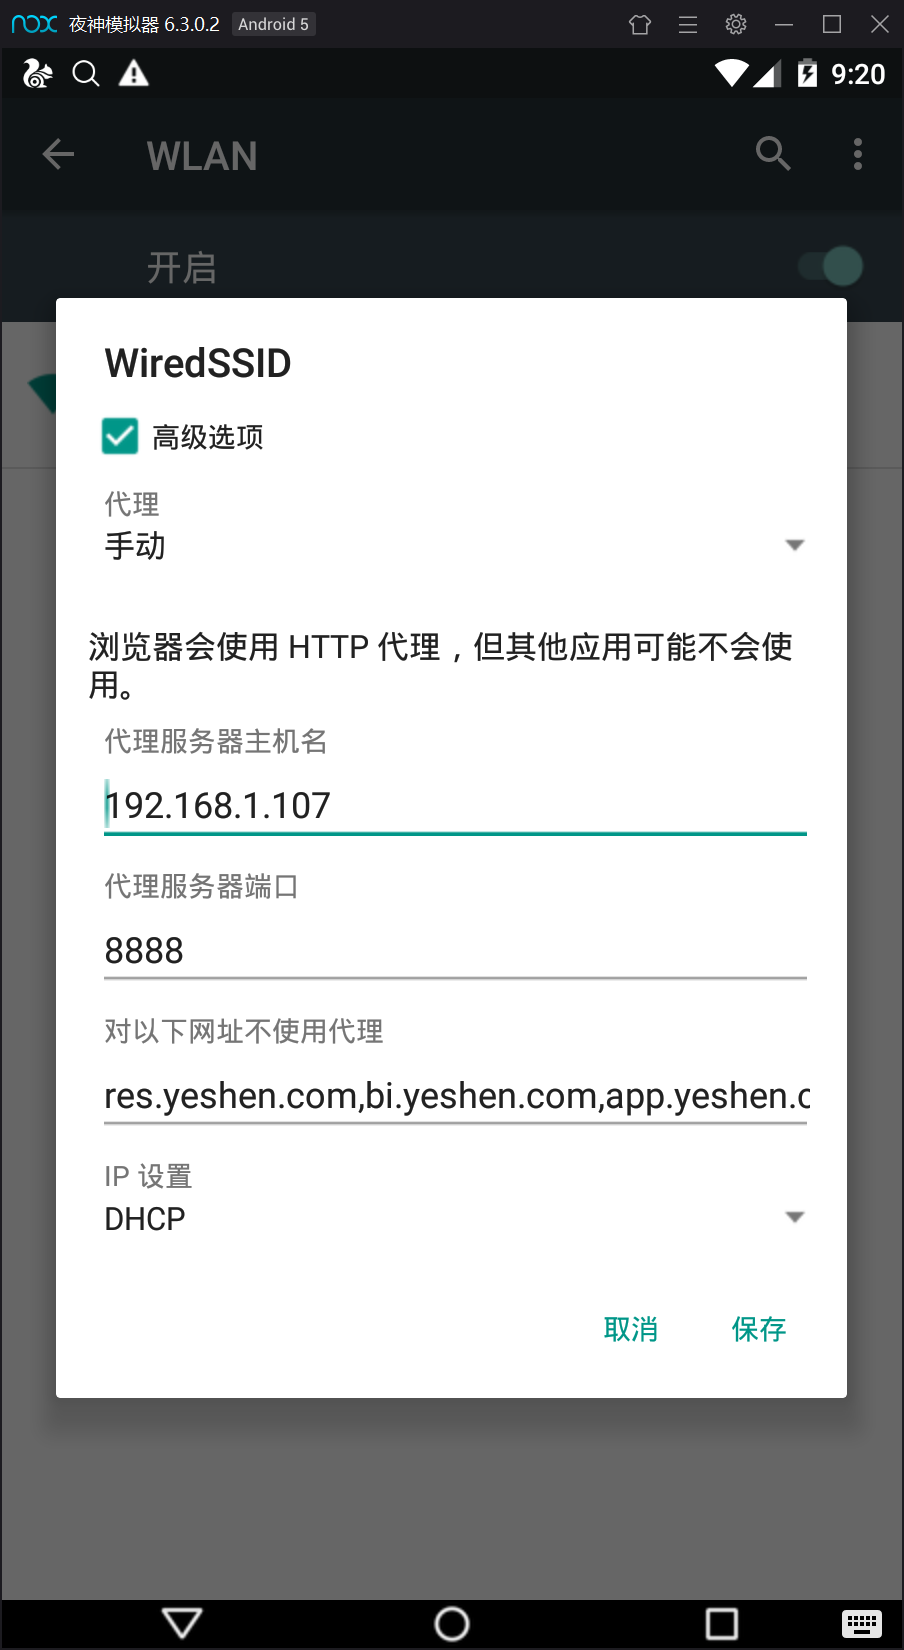 nox 夜神模拟器 6.3.0.2 Android 5
9:20
WLAN
开启
WiredSSID
高级选项
代理
手动
浏览器会使用 HTTP 代理，但其他应用可能不会使
用。
代理服务器主机名
192.168.1.107
代理服务器端口
8888
对以下网址不使用代理
res.yeshen.com,bi.yeshen.com,app.yeshen.c
IP 设置
DHCP
取消 保存